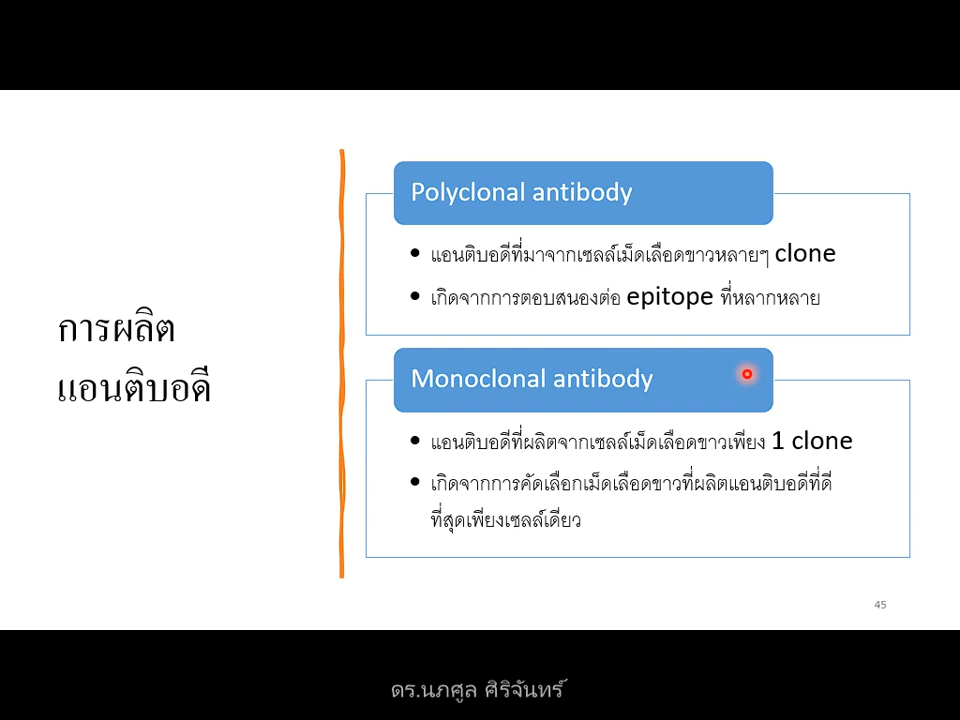 การผลิต
แอนติบอดี
Polyclonal antibody
• แอนติบอดีที่มาจากเซลล์เม็ดเลือดขาวหลายๆ clone
• เกิดจากการตอบสนองต่อ epitope ที่หลากหลาย
Monoclonal antibody
• แอนติบอดีที่ผลิตจากเซลล์เม็ดเลือดขาวเพียง 1 clone
• เกิดจากการคัดเลือกเม็ดเลือดขาวที่ผลิตแอนติบอดีที่ดี
ที่สุดเพียงเซลล์เดียว
45
ดร.นภศูล ศิริจันทร์